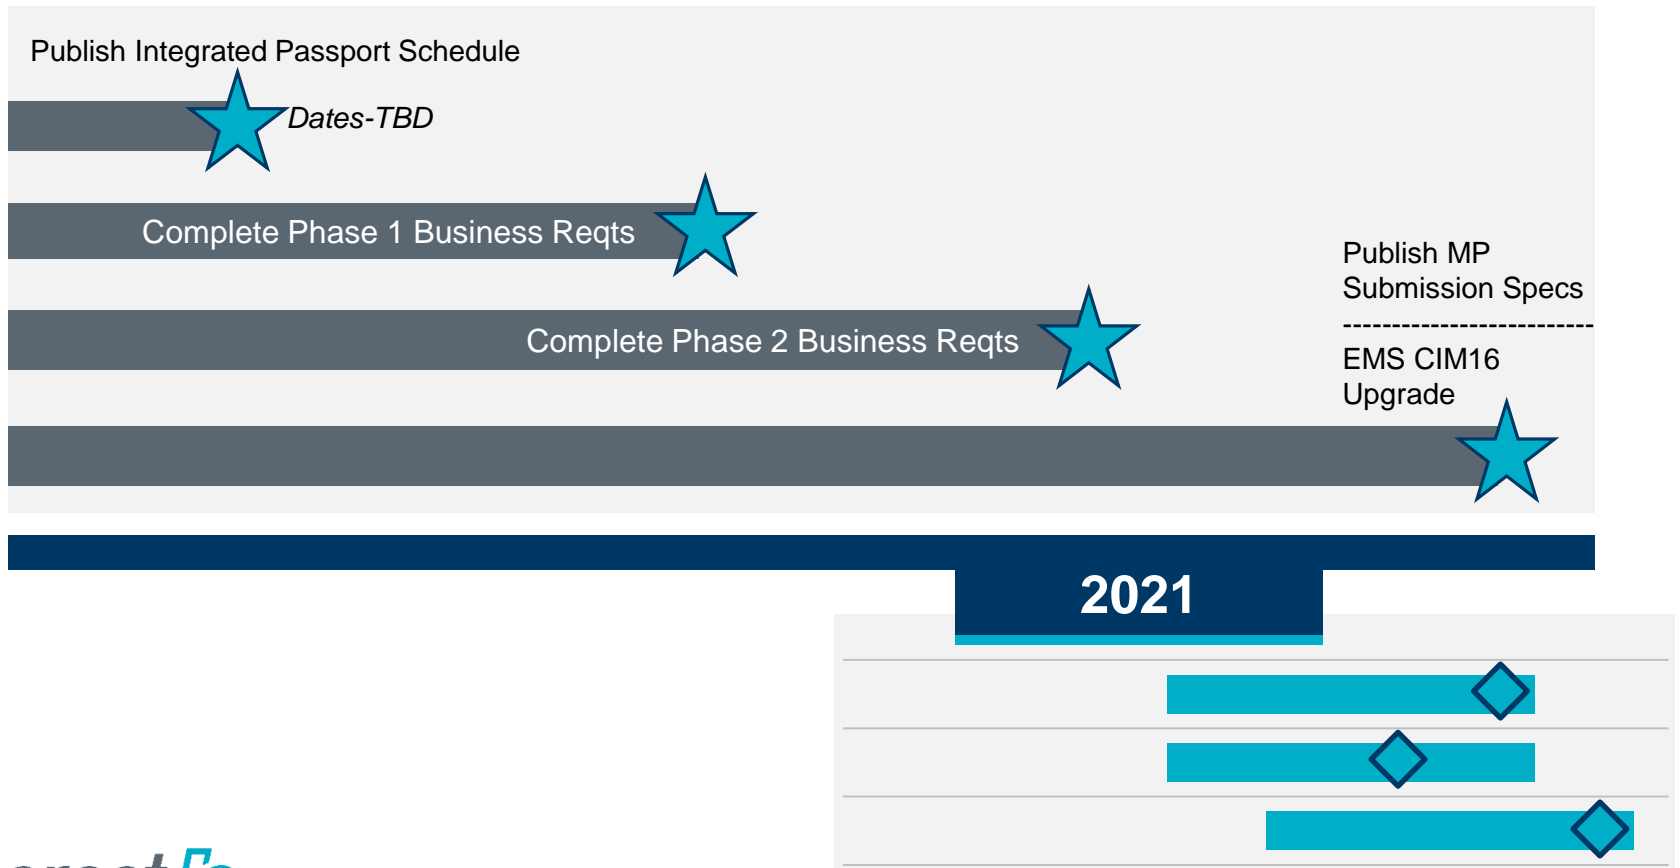 Publish Integrated Passport Schedule
Dates-TBD
Complete Phase 1 Business Reqts
Publish MP
Submission Specs
--------------------------
Complete Phase 2 Business Reqts
EMS CIM16
Upgrade
2021